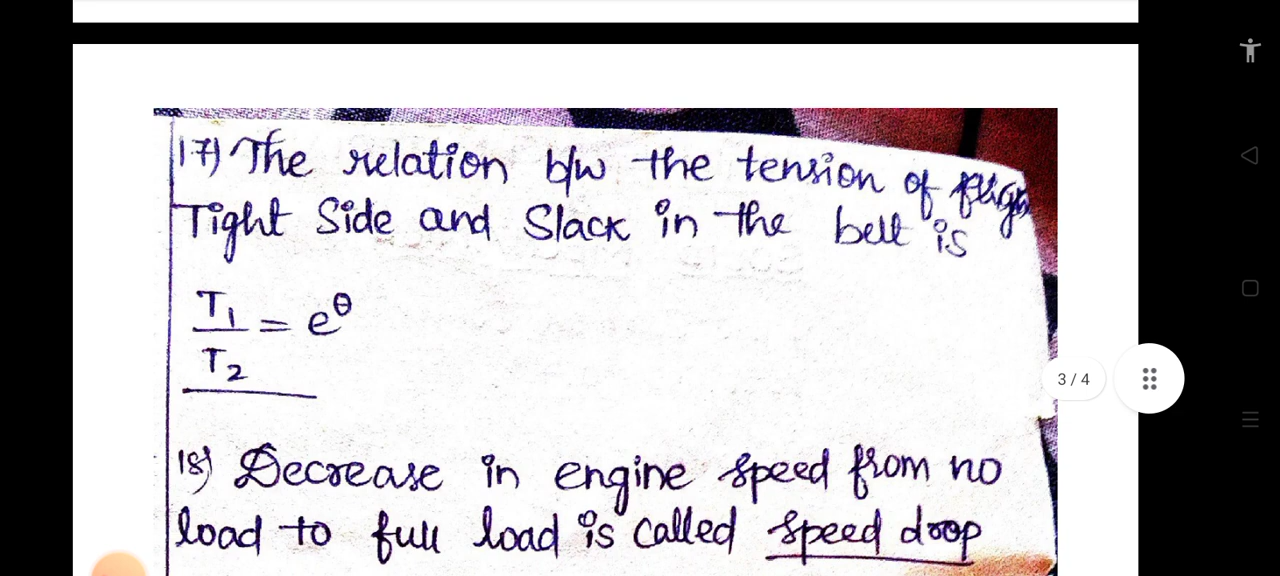 17) The relation b/w the tension of
Tight Side and Slack in the belt is
T1 = e^θ
T2
18) Decrease in engine speed from no
load to full load is called speed droop
3 / 4